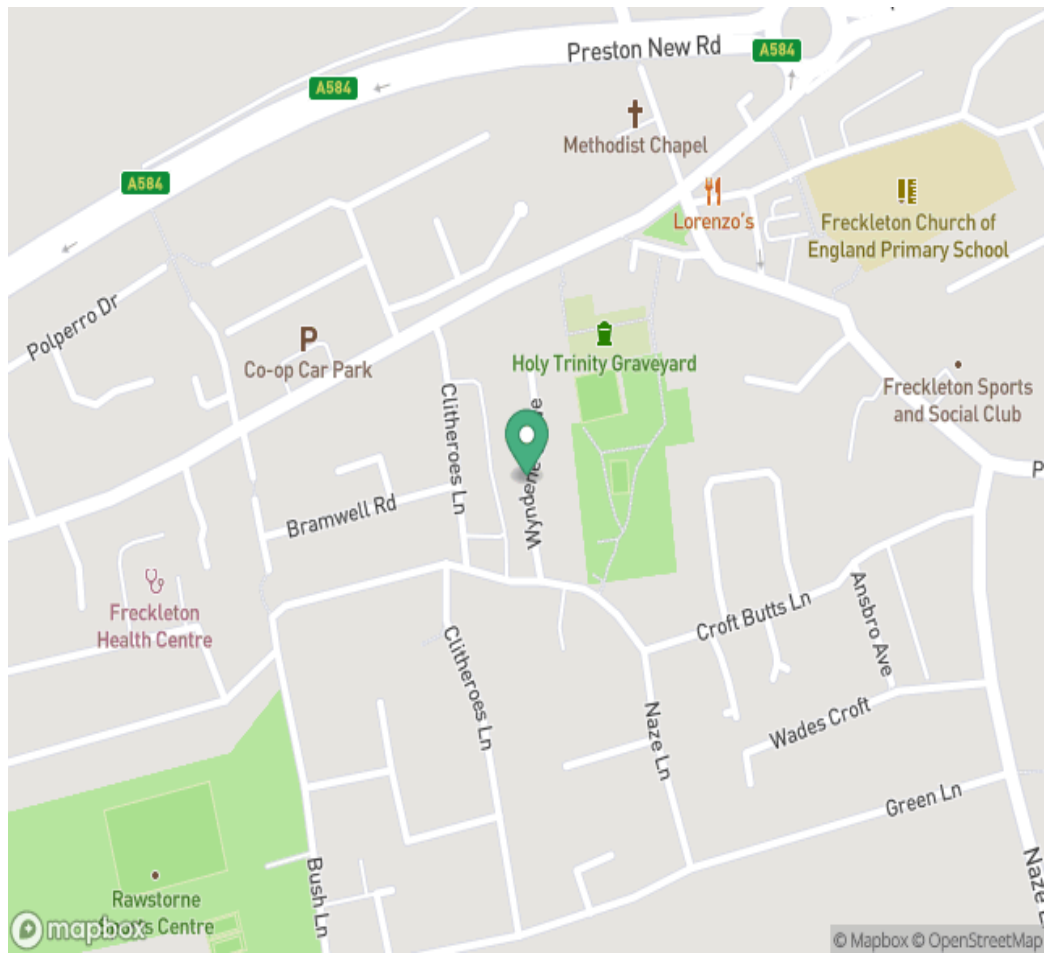 Preston New Rd
A584
A584
Methodist Chapel
A584
Lorenzo's
Freckleton Church of
England Primary School
Polperro Dr
P
Co-op Car Park
Holy Trinity Graveyard
Freckleton Sports
and Social Club
Clitheroes Ln
Bramwell Rd
P
Freckleton
Health Centre
Croft Butts Ln
Ansbro Ave
Clitheroes Ln
Naze Ln
Wades Croft
Green Ln
Bush Ln
Naze L
Rawstorne
Centre
mapbox
© Mapbox © OpenStreetMap